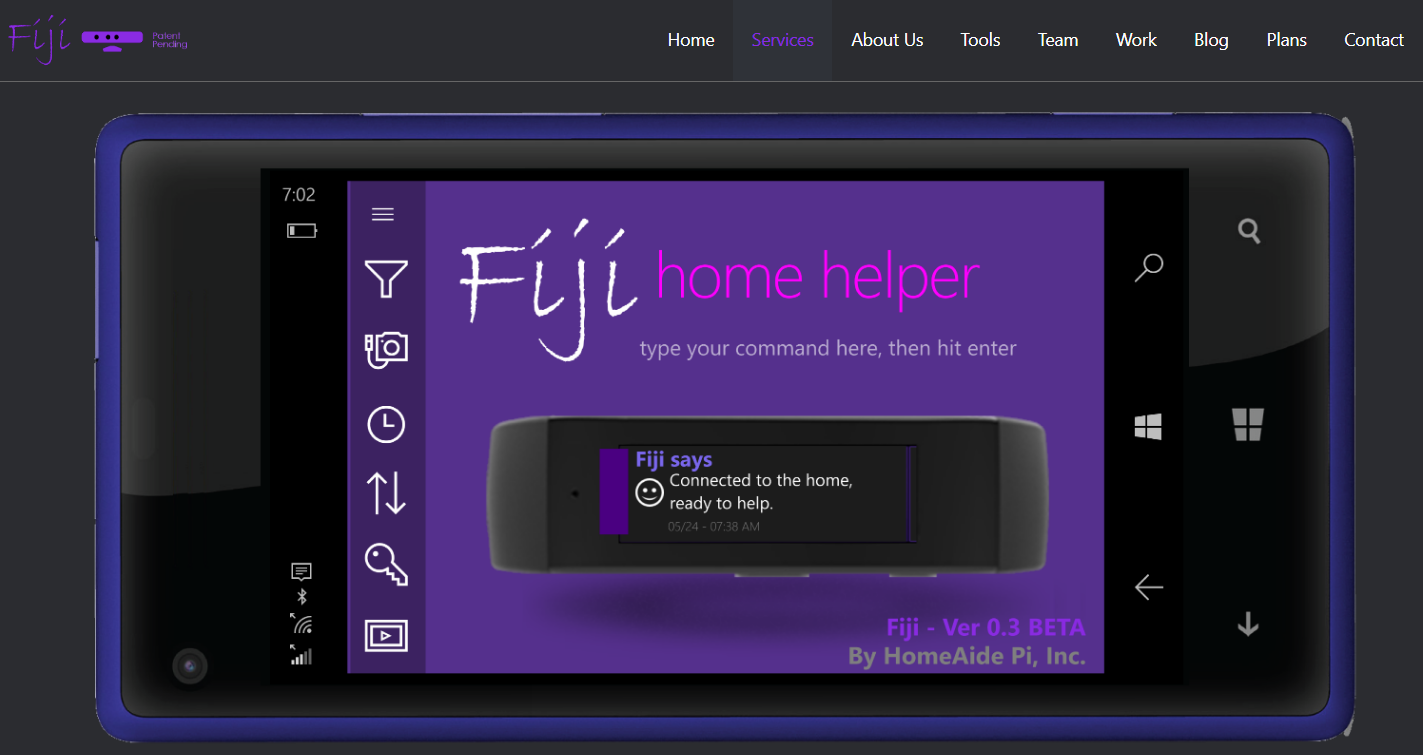 Fiji
Patent
Pending
Home
Services
About Us
Tools
Team
Work
Blog
Plans
Contact
7:02
Fiji home helper
type your command here, then hit enter
Fiji says
Connected to the home,
ready to help.
05/24 - 07:38 AM
Fiji - Ver 0.3 BETA
By HomeAide Pi, Inc.